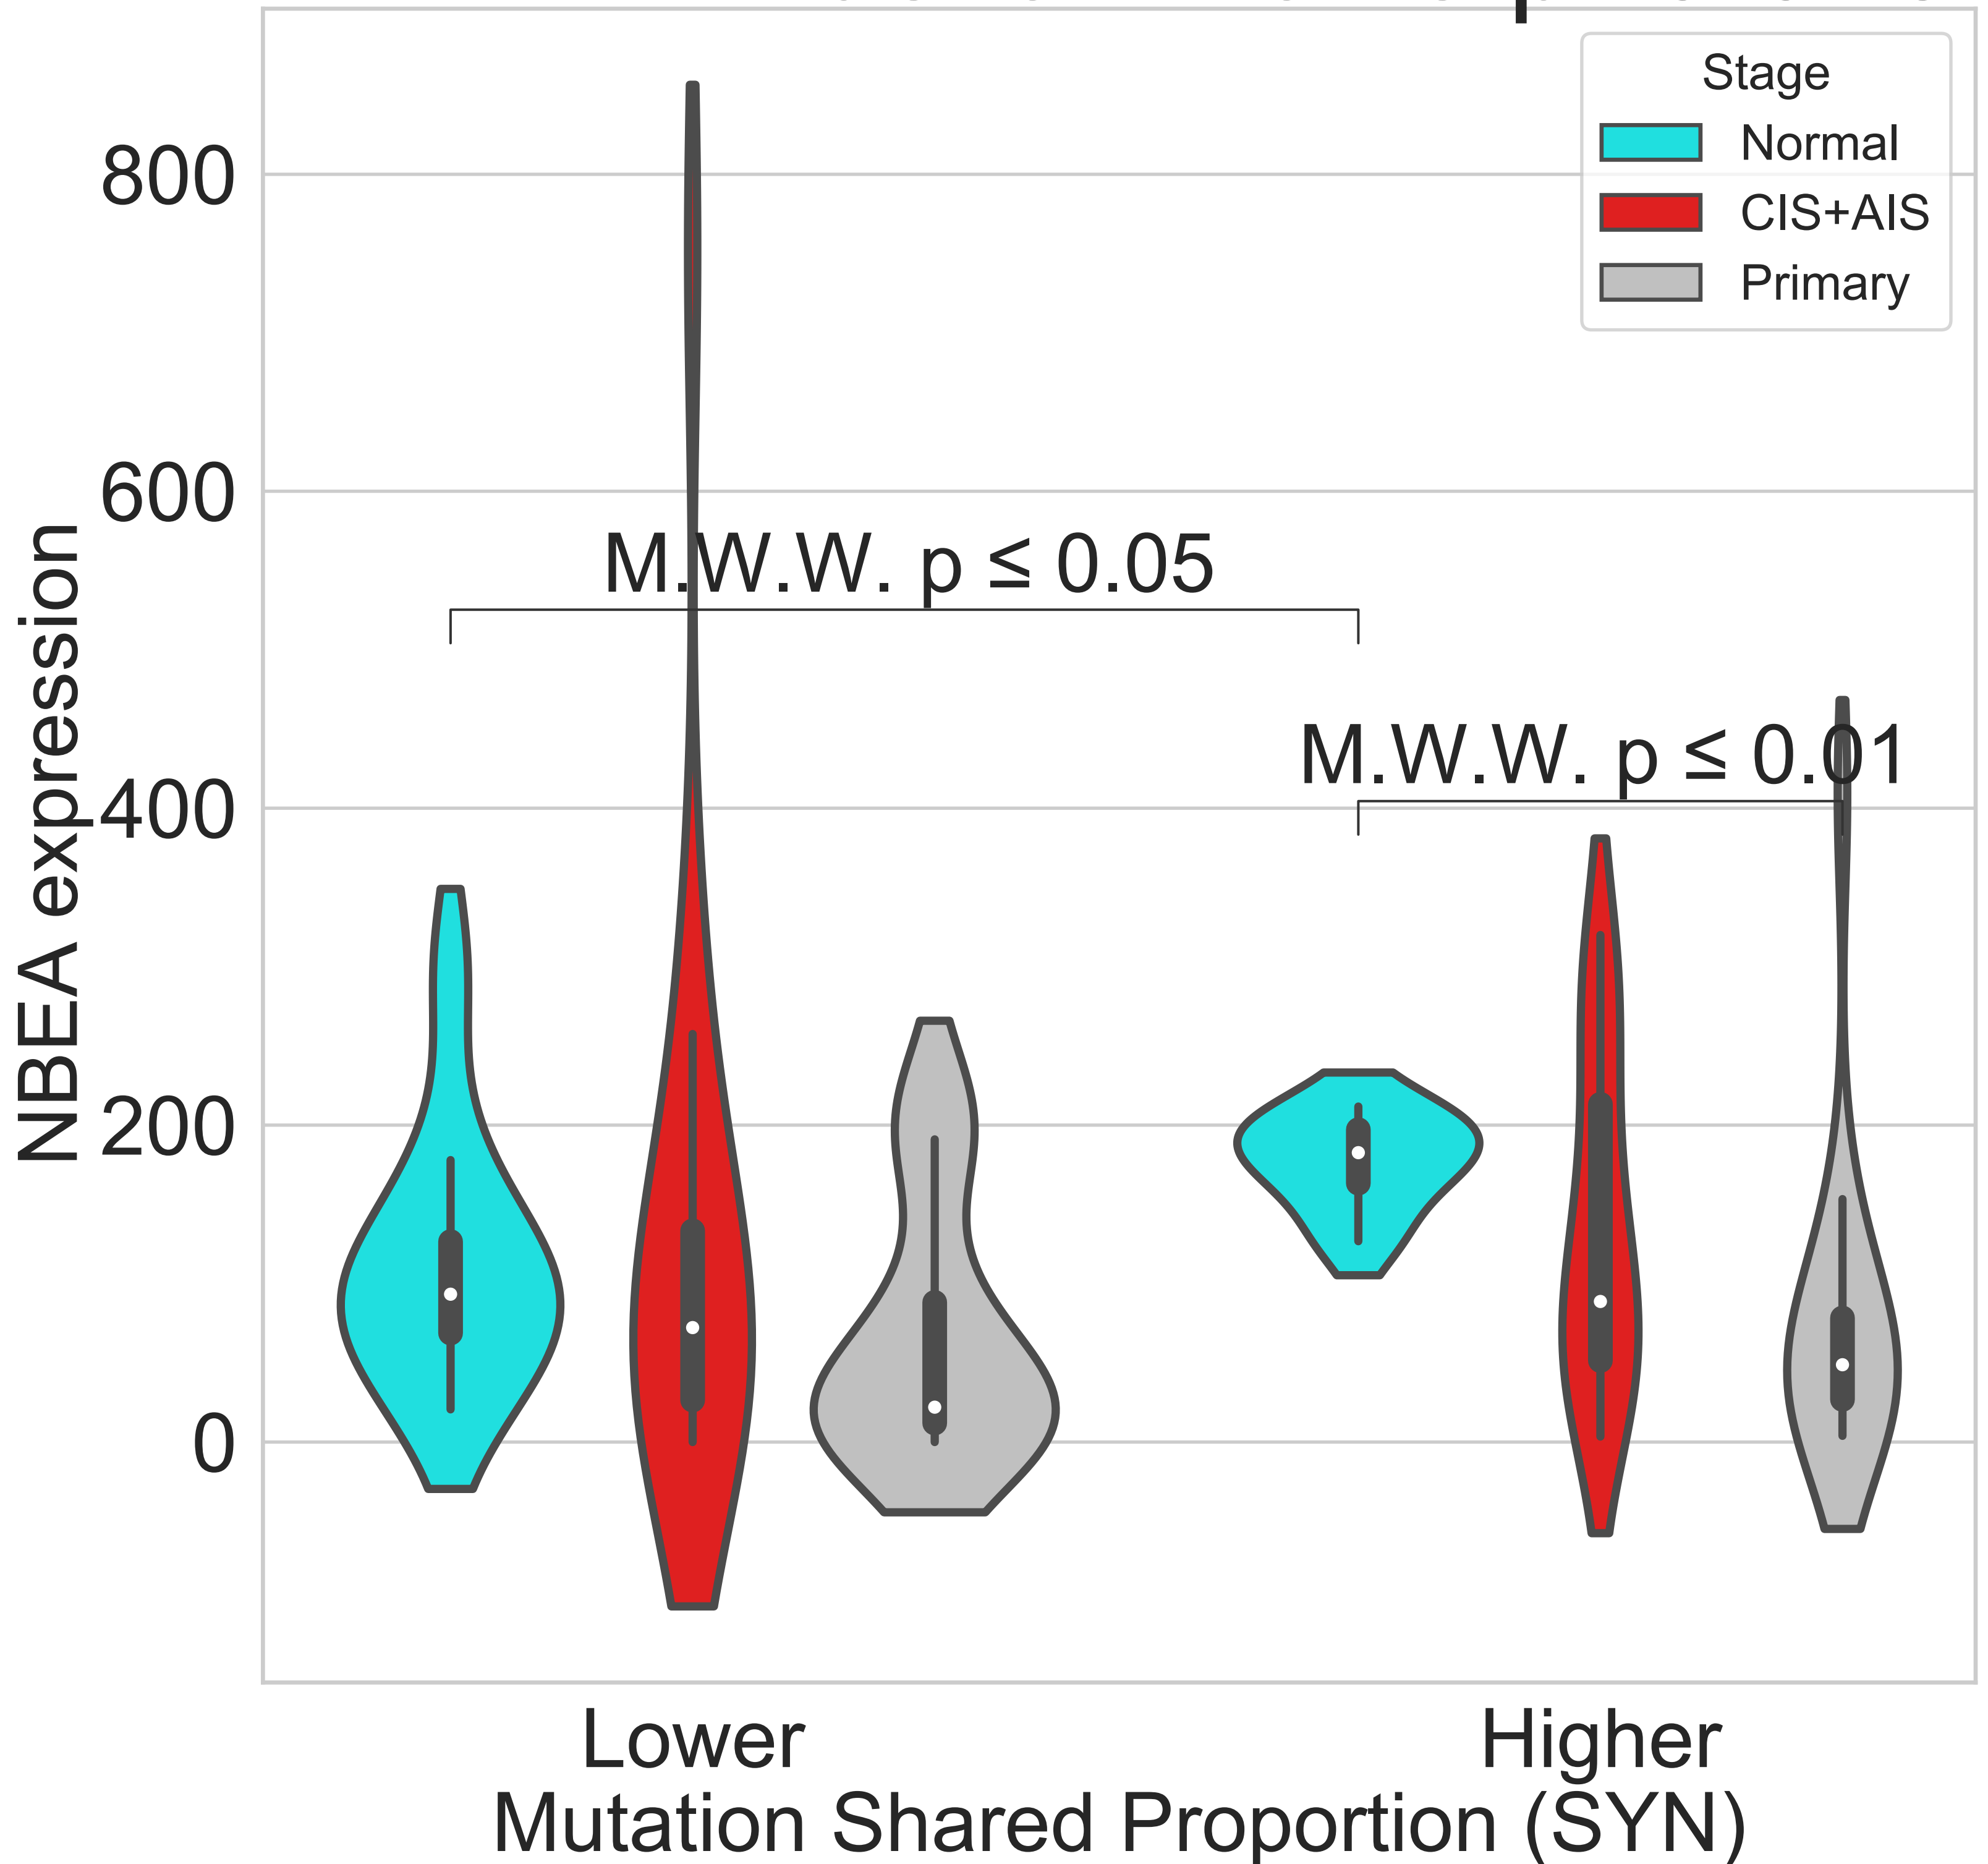 Stage
Normal
CIS+AIS
Primary
800
600
400
200
0
NBEA expression
M.W.W. p ≤ 0.05
M.W.W. p ≤ 0.01
Lower
Higher
Mutation Shared Proportion (SYN)